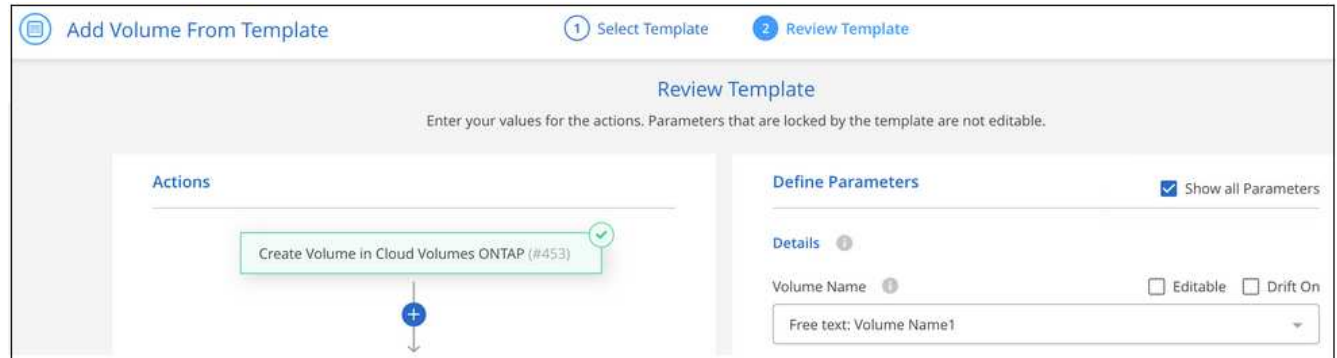 Add Volume From Template
1 Select Template
2 Review Template
Review Template
Enter your values for the actions. Parameters that are locked by the template are not editable.
Actions
Create Volume in Cloud Volumes ONTAP (#453)
Define Parameters
Show all Parameters
Details
Volume Name
Editable
Drift On
Free text: Volume Name1